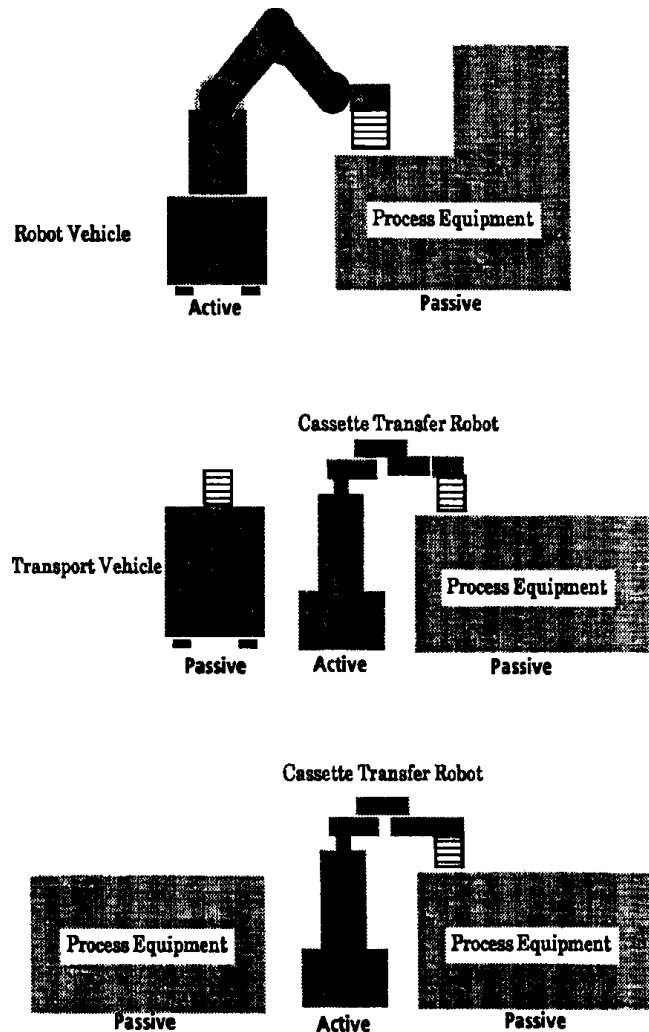 Process Equipment
Robot Vehicle
Active
Passive
Cassette Transfer Robot
Transport Vehicle
Process Equipment
Passive
Active
Passive
Cassette Transfer Robot
Process Equipment
Process Equipment
Passive
Active
Passive